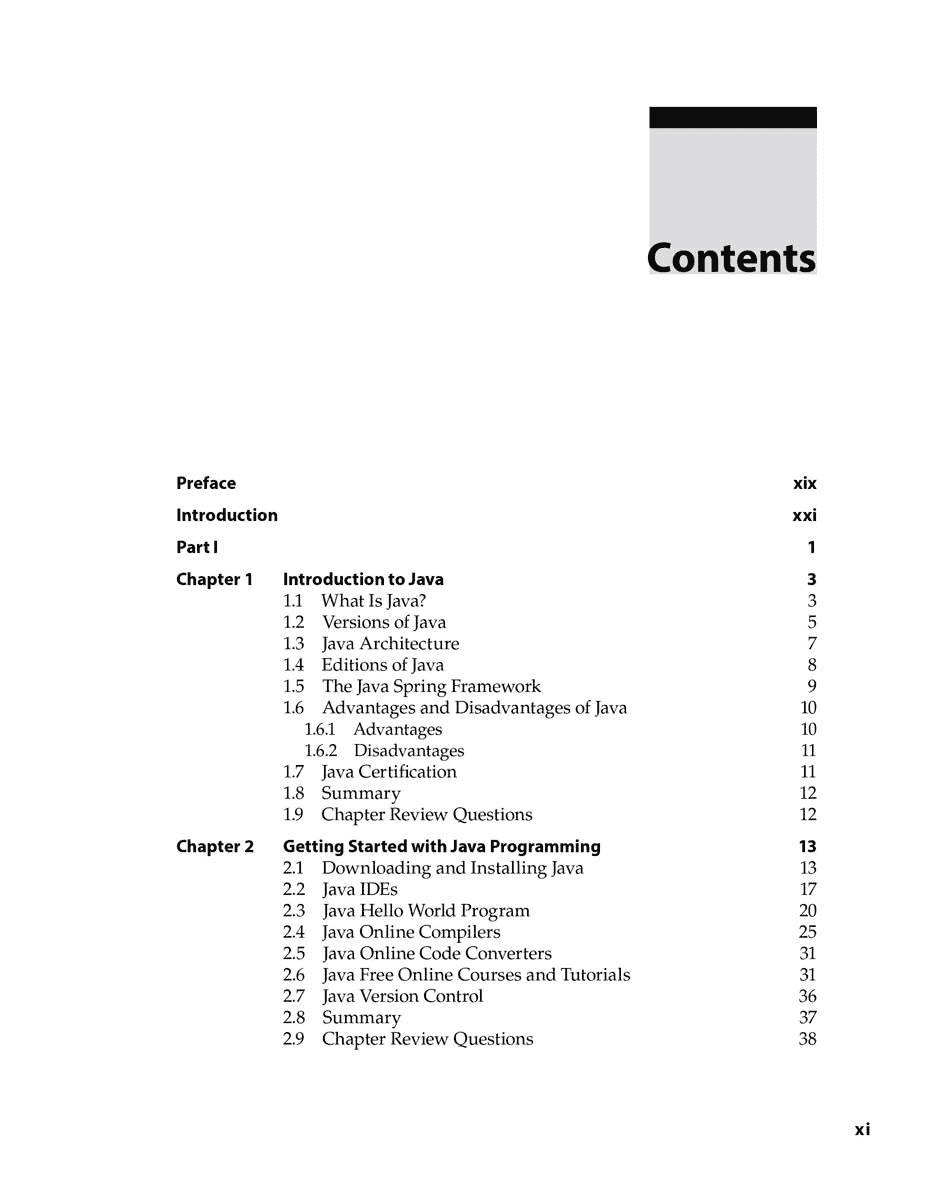 Contents
Preface xix
Introduction xxi
Part I 1
Chapter 1 Introduction to Java 3
1.1 What Is Java? 3
1.2 Versions of Java 5
1.3 Java Architecture 7
1.4 Editions of Java 8
1.5 The Java Spring Framework 9
1.6 Advantages and Disadvantages of Java 10
1.6.1 Advantages 10
1.6.2 Disadvantages 11
1.7 Java Certification 11
1.8 Summary 12
1.9 Chapter Review Questions 12
Chapter 2 Getting Started with Java Programming 13
2.1 Downloading and Installing Java 13
2.2 Java IDEs 17
2.3 Java Hello World Program 20
2.4 Java Online Compilers 25
2.5 Java Online Code Converters 31
2.6 Java Free Online Courses and Tutorials 31
2.7 Java Version Control 36
2.8 Summary 37
2.9 Chapter Review Questions 38
xi